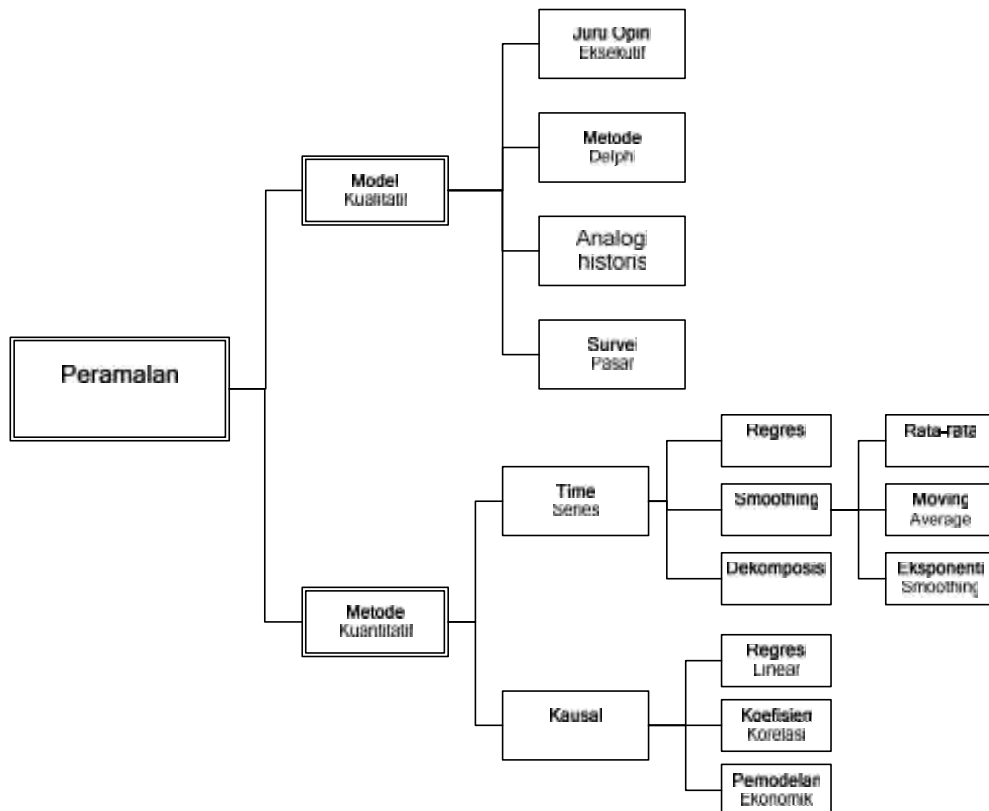 Juru Opin
Eksekutif
Metode
Delphi
Model
Kualitatif
Analogi
historis
Survei
Pasar
Peramalan
Regres
Rata-rata
Time
Series
Smoothing
Moving
Average
Dekomposisi
Eksponenti
Smoothing
Metode
Kuantitatif
Regresi
Linear
Kausal
Koefisien
Korelasi
Pemodelan
Ekonomik